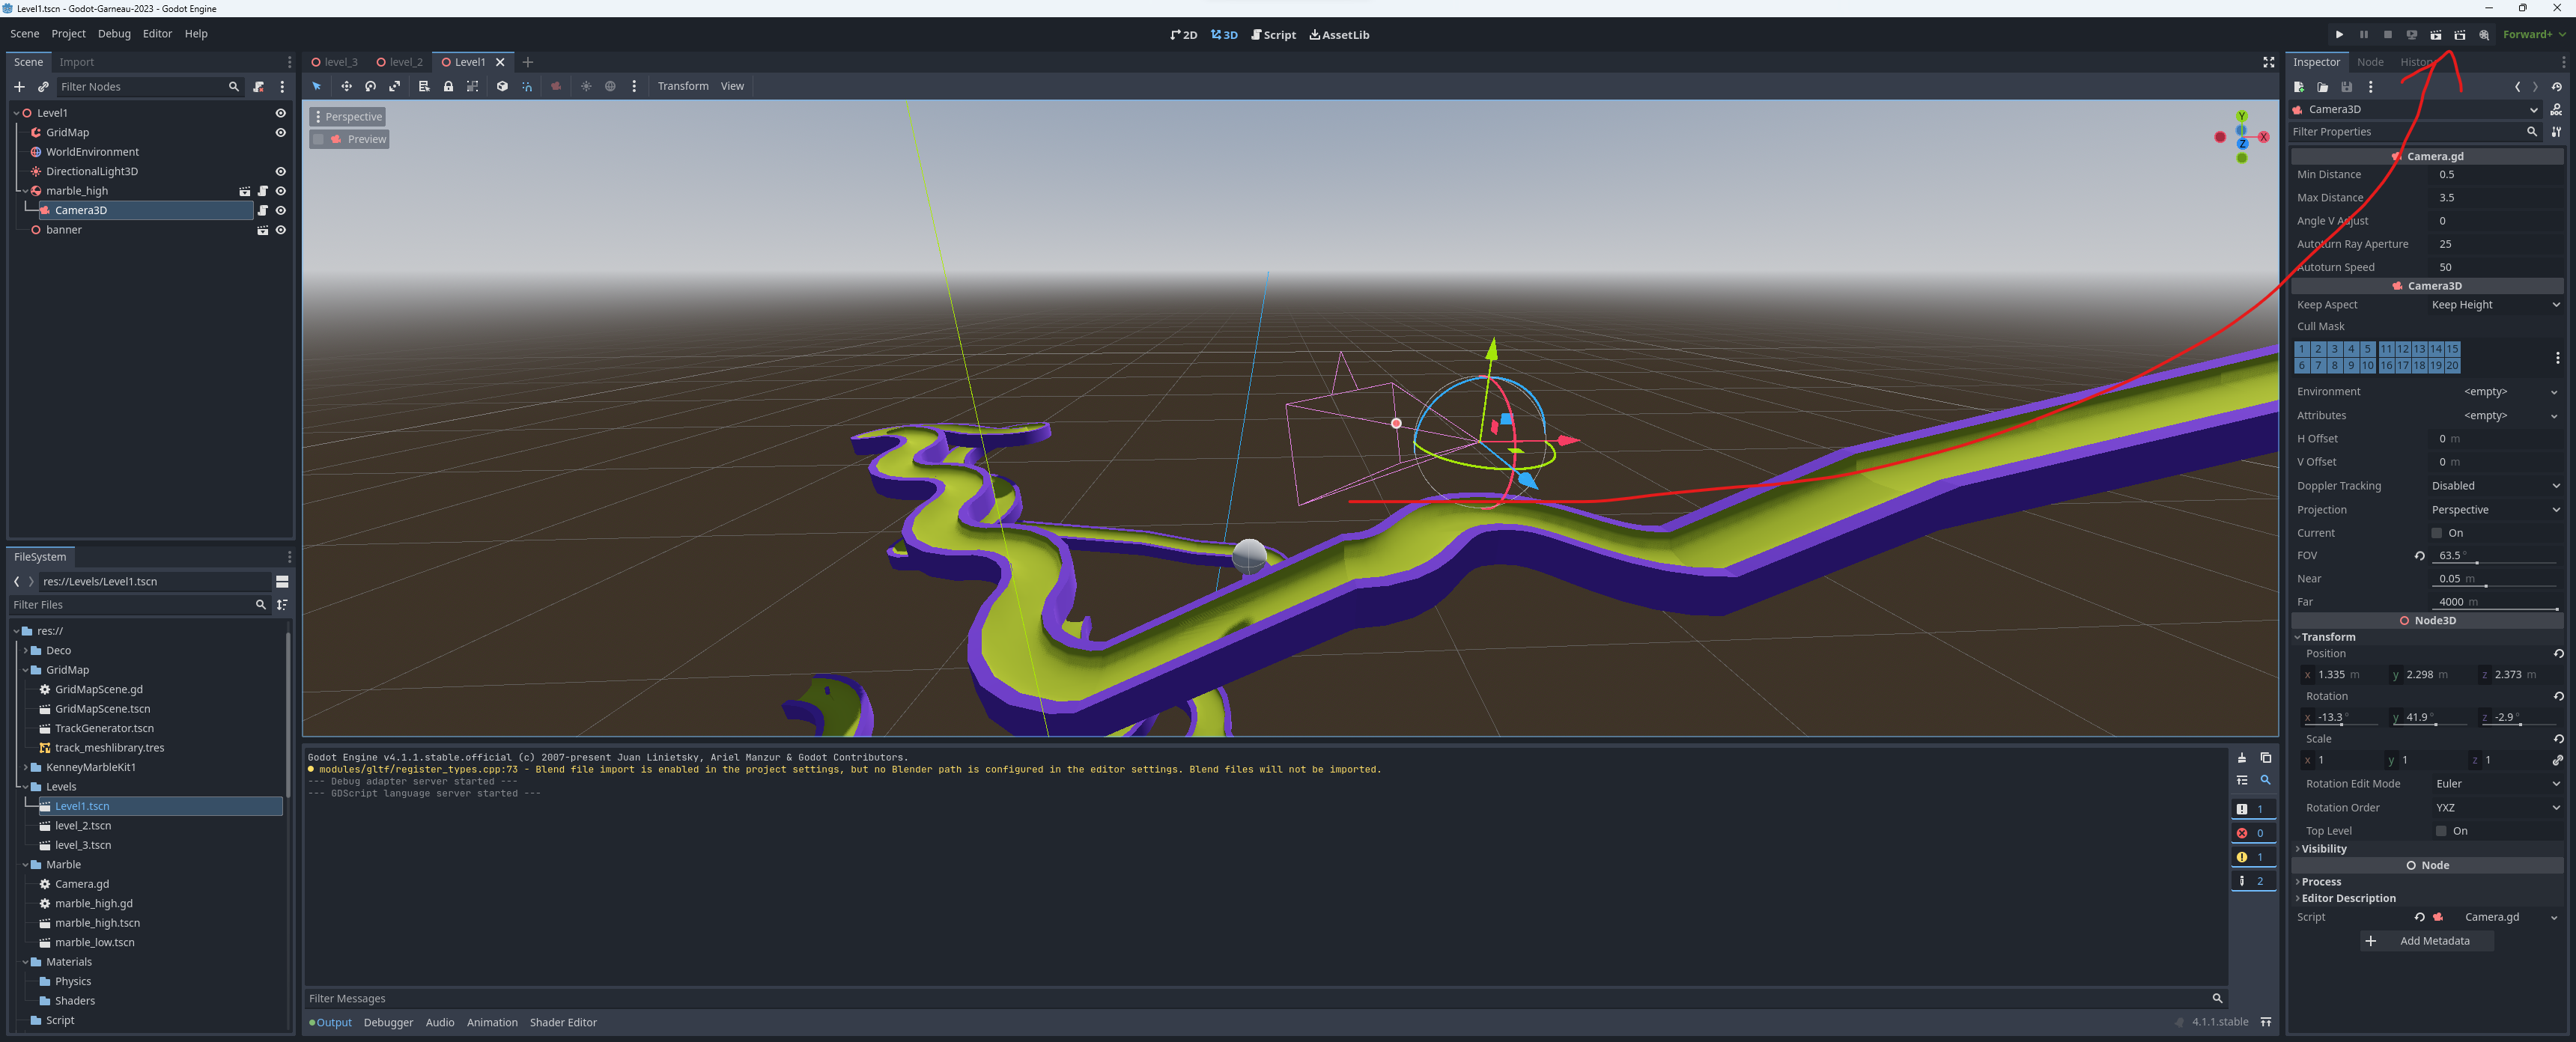 Level1.tscn - Godot-Garneau-2023 - Godot Engine
Scene Project Debug Editor Help
2D 3D Script AssetLib
Forward+
Scene Import
Filter Nodes
Level1
GridMap
WorldEnvironment
DirectionalLight3D
marble_high
Camera3D
banner
FileSystem
res://Levels/Level1.tscn
Filter Files
res://
Deco
GridMap
GridMapScene.gd
GridMapScene.tscn
TrackGenerator.tscn
track_meshlibrary.tres
KenneyMarbleKit1
Levels
Level1.tscn
level_2.tscn
level_3.tscn
Marble
Camera.gd
marble_high.gd
marble_high.tscn
marble_low.tscn
Materials
Physics
Shaders
Script
level_3 level_2 Level1
Transform View
Perspective
Preview
Y
X
Z
Godot Engine v4.1.1.stable.official (c) 2007-present Juan Linietsky, Ariel Manzur & Godot Contributors.
modules/gltf/register_types.cpp:73 - Blend file import is enabled in the project settings, but no Blender path is configured in the editor settings. Blend files will not be imported.
--- Debug adapter server started ---
--- GDScript language server started ---
1
0
1
2
Filter Messages
Output Debugger Audio Animation Shader Editor
4.1.1.stable
Inspector Node
Camera3D
Filter Properties
Camera.gd
Min Distance 0.5
Max Distance 3.5
Angle V Adjust 0
Autoturn Ray Aperture 25
Autoturn Speed 50
Camera3D
Keep Aspect Keep Height
Cull Mask
1 2 3 4 5 11 12 13 14 15
6 7 8 9 10 16 17 18 19 20
Environment <empty>
Attributes <empty>
H Offset 0 m
V Offset 0 m
Doppler Tracking Disabled
Projection Perspective
Current On
FOV 63.5 °
Near 0.05 m
Far 4000 m
Node3D
Transform
Position
x 1.335 m y 2.298 m z 2.373 m
Rotation
x -13.3 ° y 41.9 ° z -2.9 °
Scale
x 1 y 1 z 1
Rotation Edit Mode Euler
Rotation Order YXZ
Top Level On
Visibility
Node
Process
Editor Description
Script Camera.gd
Add Metadata